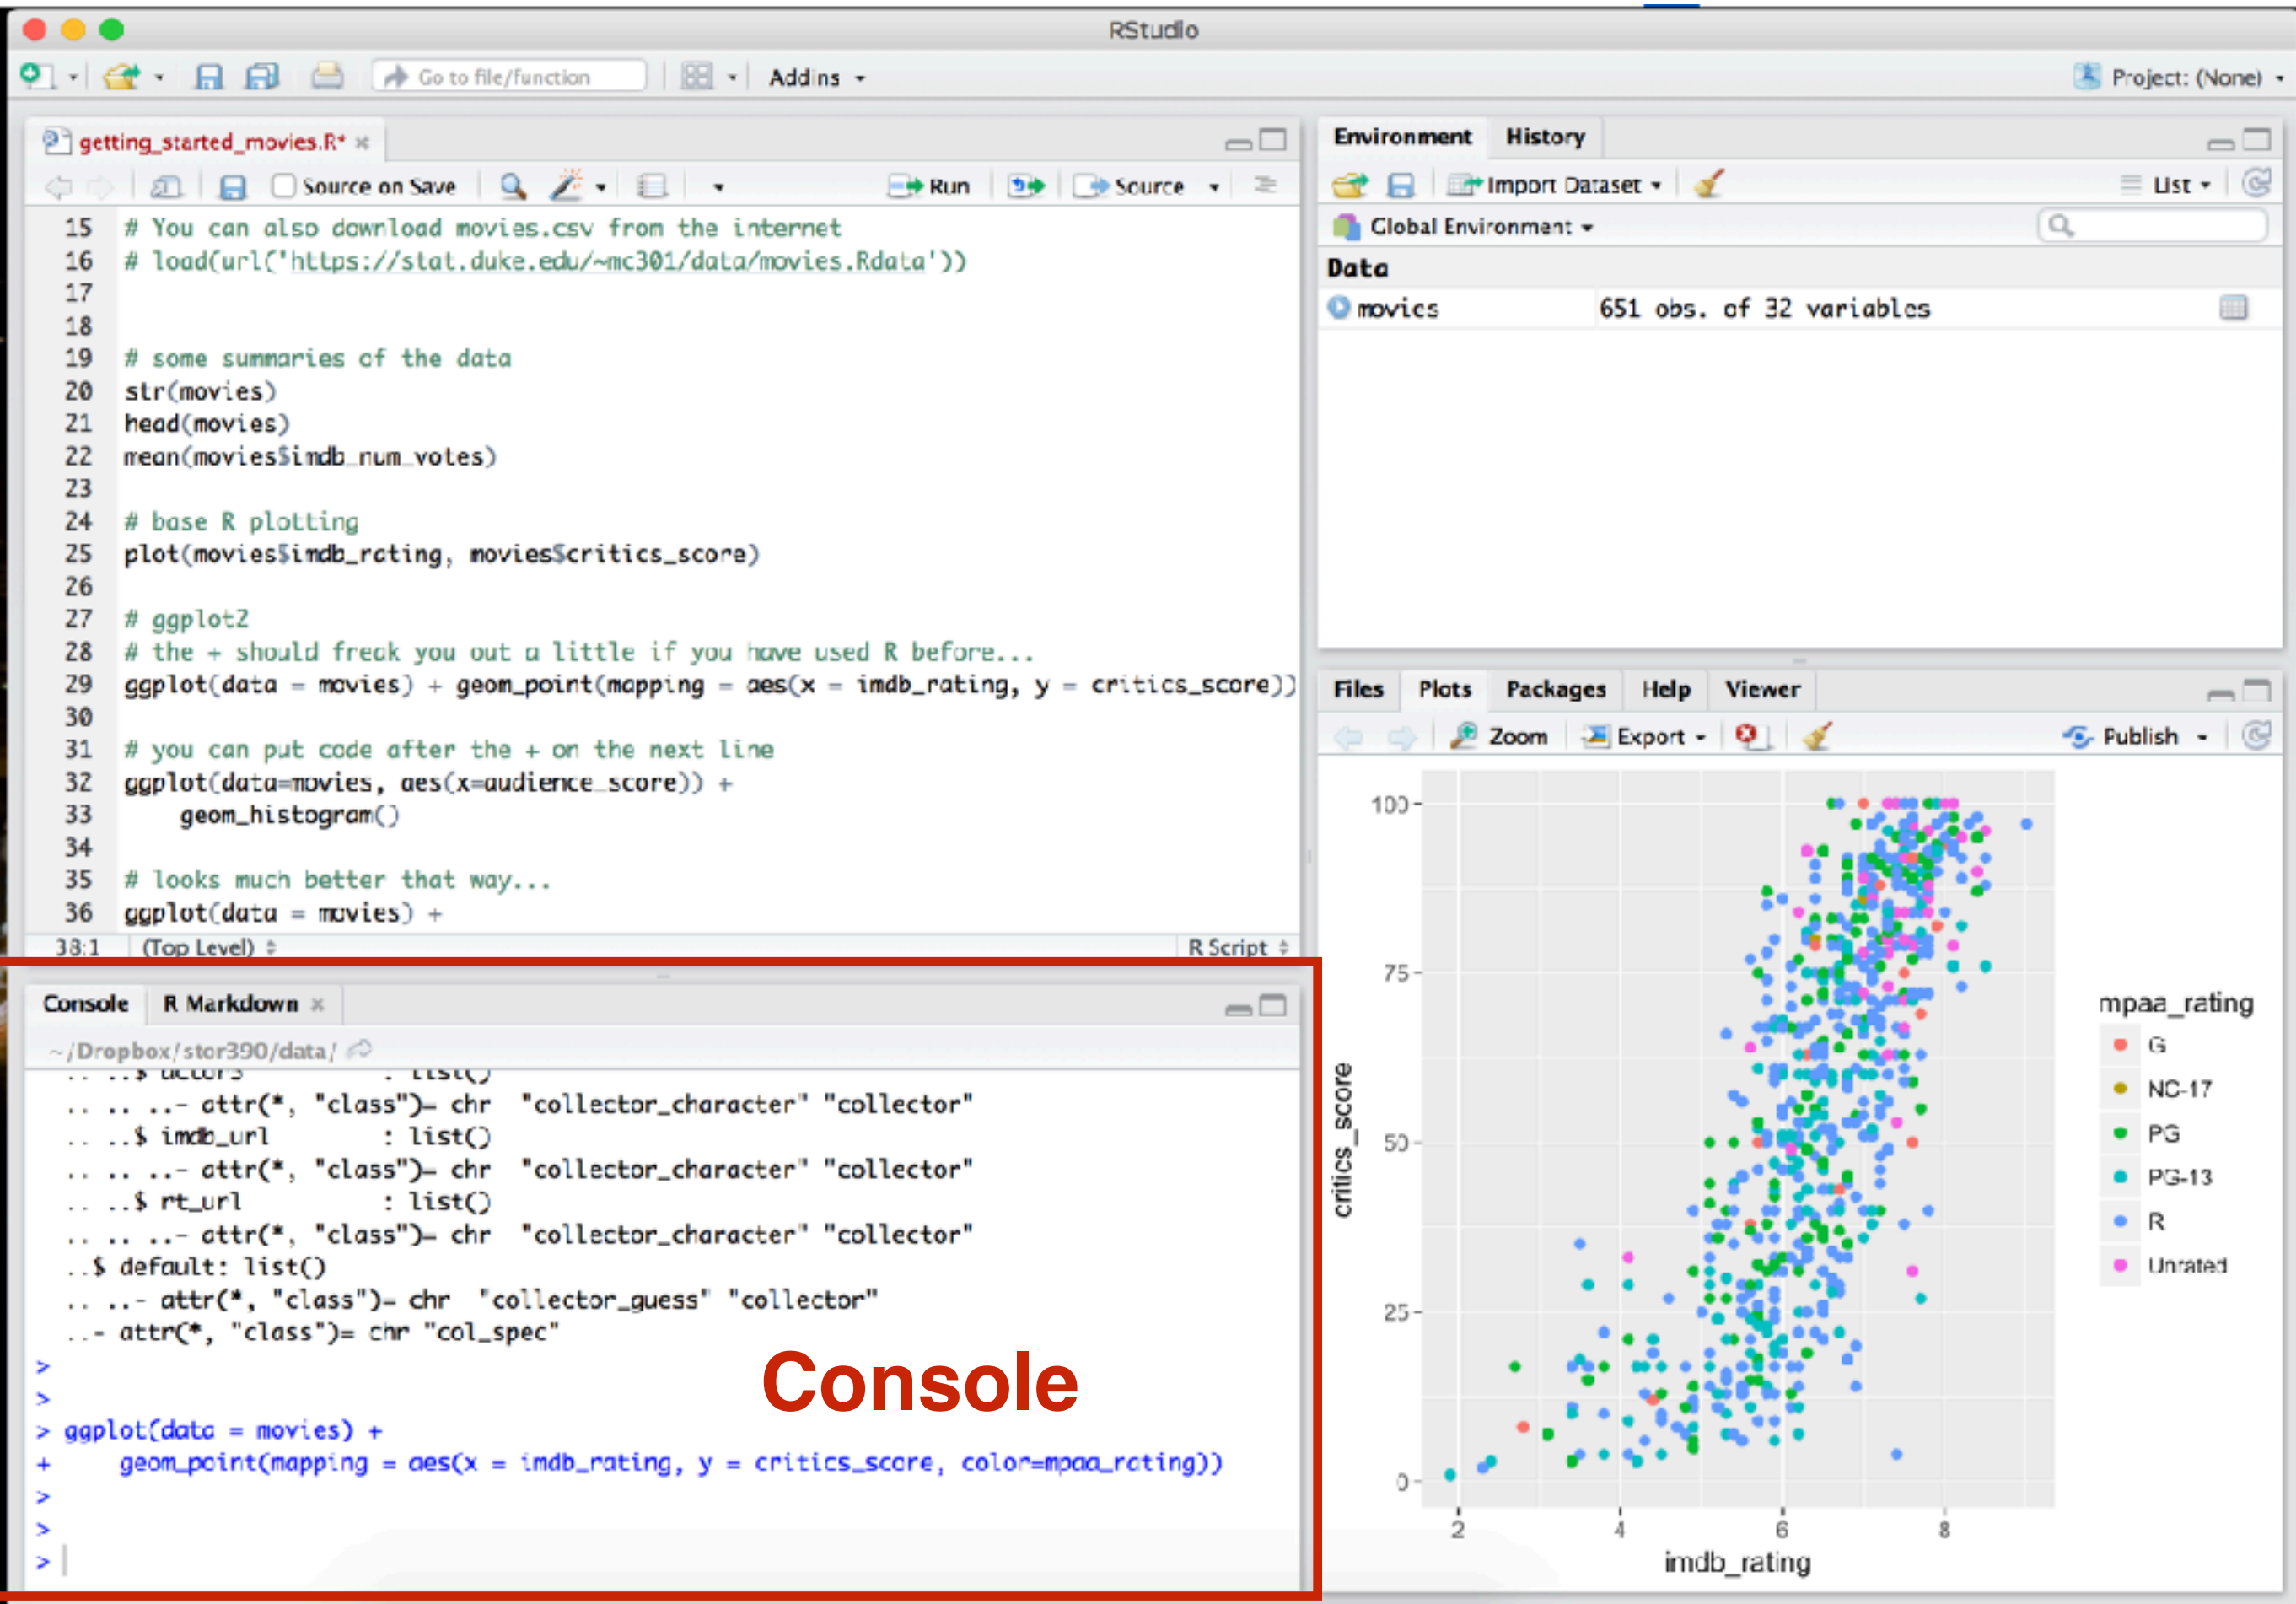 RStudio
Go to file/function
Addins
Project: (None)
getting_started_movies.R*
Source on Save
Run
Source
15 # You can also download movies.csv from the internet
16 # load(url('https://stat.duke.edu/~mc301/data/movies.Rdata'))
17
18
19 # some summaries of the data
20 str(movies)
21 head(movies)
22 mean(movies$imdb_num_votes)
23
24 # base R plotting
25 plot(movies$imdb_rating, movies$critics_score)
26
27 # ggplot2
28 # the + should freak you out a little if you have used R before...
29 ggplot(data = movies) + geom_point(mapping = aes(x = imdb_rating, y = critics_score))
30
31 # you can put code after the + on the next line
32 ggplot(data=movies, aes(x=audience_score)) +
33 geom_histogram()
34
35 # looks much better that way...
36 ggplot(data = movies) +
38:1 (Top Level) R Script
Console R Markdown
~/Dropbox/stor390/data/
.. ..$ actor5 : list()
.. .. ..- attr(*, "class")= chr "collector_character" "collector"
.. ..$ imdb_url : list()
.. .. ..- attr(*, "class")= chr "collector_character" "collector"
.. ..$ rt_url : list()
.. .. ..- attr(*, "class")= chr "collector_character" "collector"
..$ default: list()
.. ..- attr(*, "class")= chr "collector_guess" "collector"
..- attr(*, "class")= chr "col_spec"
>
>
> ggplot(data = movies) +
+ geom_point(mapping = aes(x = imdb_rating, y = critics_score, color=mpaa_rating))
>
>
>
Console
Environment History
Import Dataset
List
Global Environment
Data
movies 651 obs. of 32 variables
Files Plots Packages Help Viewer
Zoom Export Publish
100
75
50
25
0
critics_score
2 4 6 8
imdb_rating
mpaa_rating
G
NC-17
PG
PG-13
R
Unrated